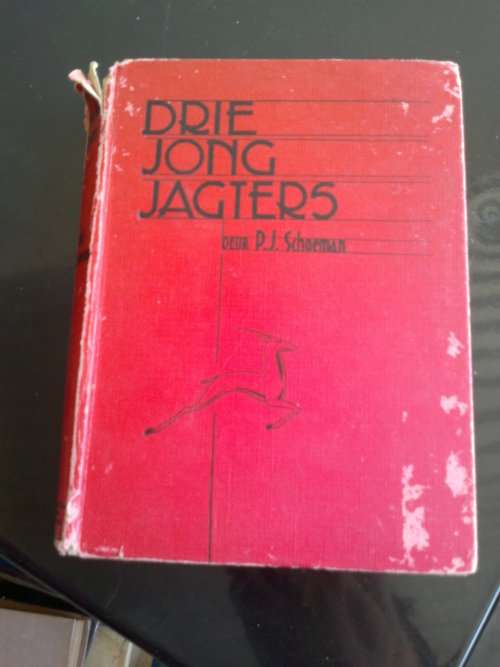 DRIE
JONG
JAGTERS
DEUR P.J. Schoeman